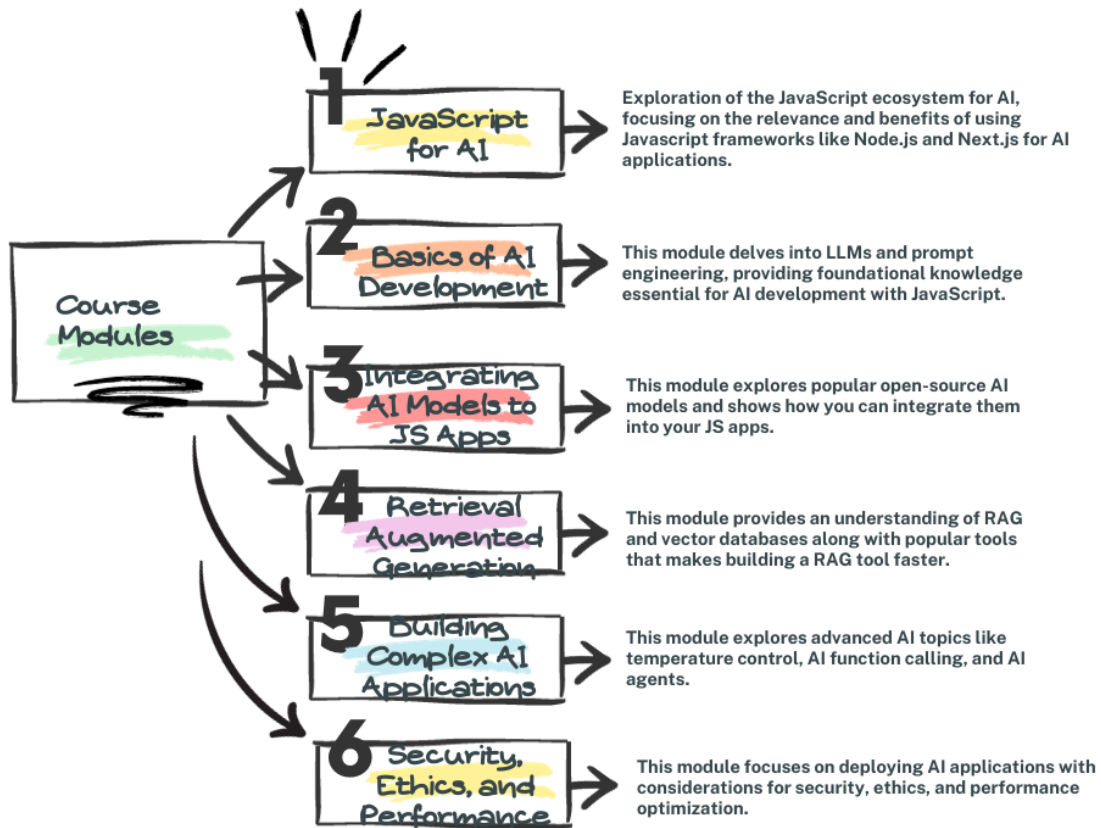 Course
Modules
1
JavaScript
for AI
Exploration of the JavaScript ecosystem for AI,
focusing on the relevance and benefits of using
Javascript frameworks like Node.js and Next.js for AI
applications.
2
Basics of AI
Development
This module delves into LLMs and prompt
engineering, providing foundational knowledge
essential for AI development with JavaScript.
3
Integrating
AI Models to
JS Apps
This module explores popular open-source AI
models and shows how you can integrate them
into your JS apps.
4
Retrieval
Augmented
Generation
This module provides an understanding of RAG
and vector databases along with popular tools
that makes building a RAG tool faster.
5
Building
Complex AI
Applications
This module explores advanced AI topics like
temperature control, AI function calling, and AI
agents.
6
Security,
Ethics, and
Performance
This module focuses on deploying AI applications with
considerations for security, ethics, and performance
optimization.